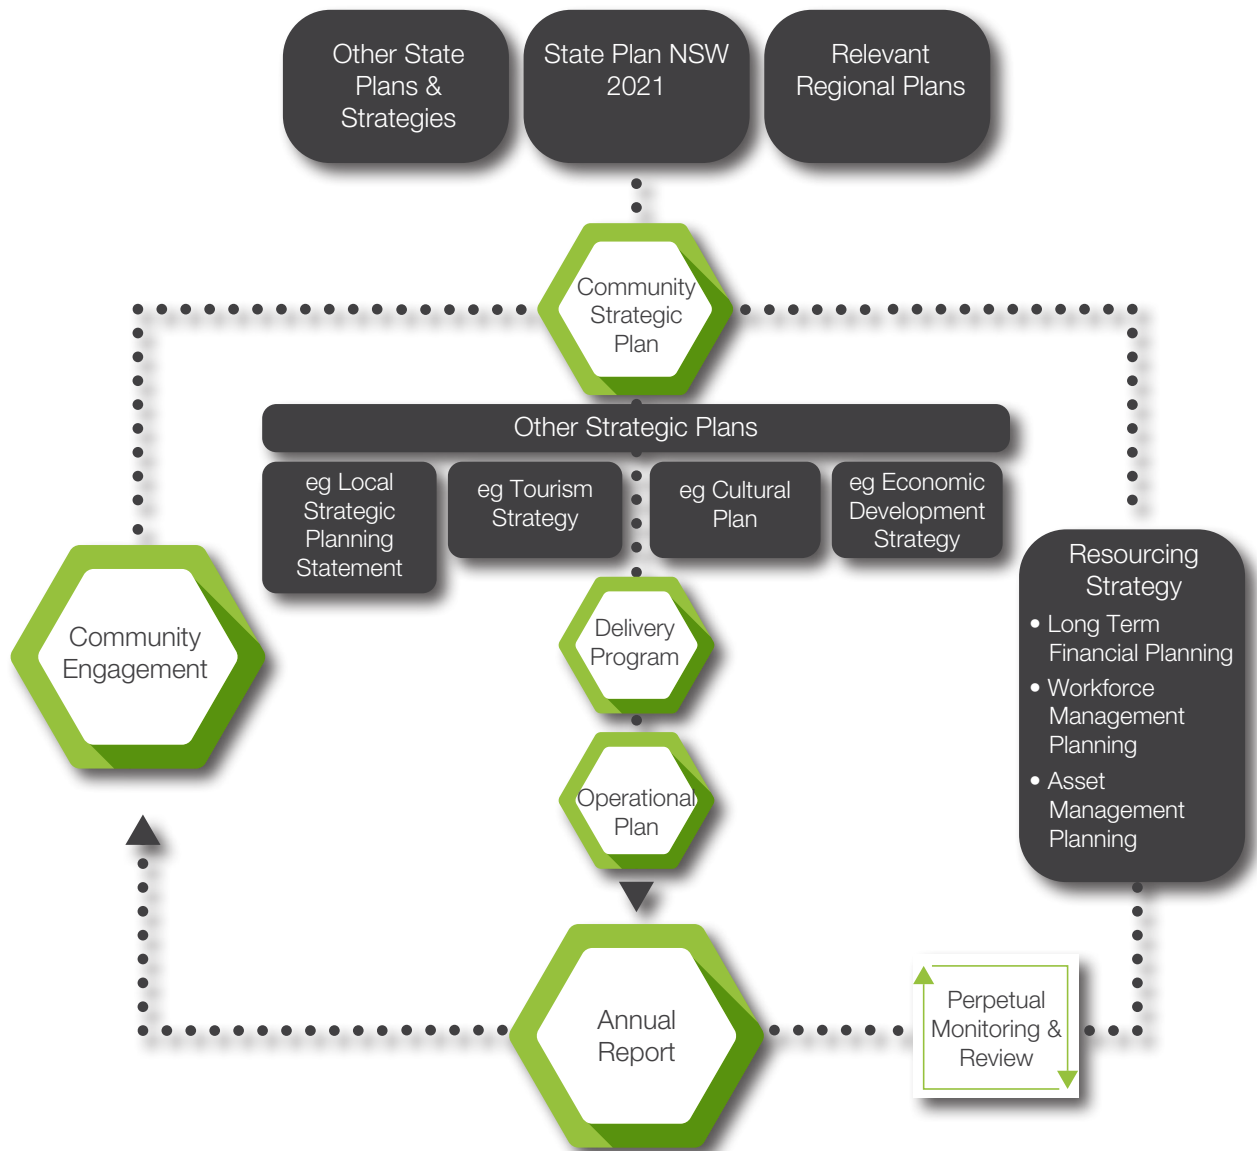 Other State
Plans &
Strategies
State Plan NSW
2021
Relevant
Regional Plans
Community
Strategic
Plan
Other Strategic Plans
eg Local
Strategic
Planning
Statement
eg Tourism
Strategy
eg Cultural
Plan
eg Economic
Development
Strategy
Community
Engagement
Delivery
Program
Resourcing
Strategy
• Long Term
Financial Planning
• Workforce
Management
Planning
• Asset
Management
Planning
Operational
Plan
Annual
Report
Perpetual
Monitoring &
Review